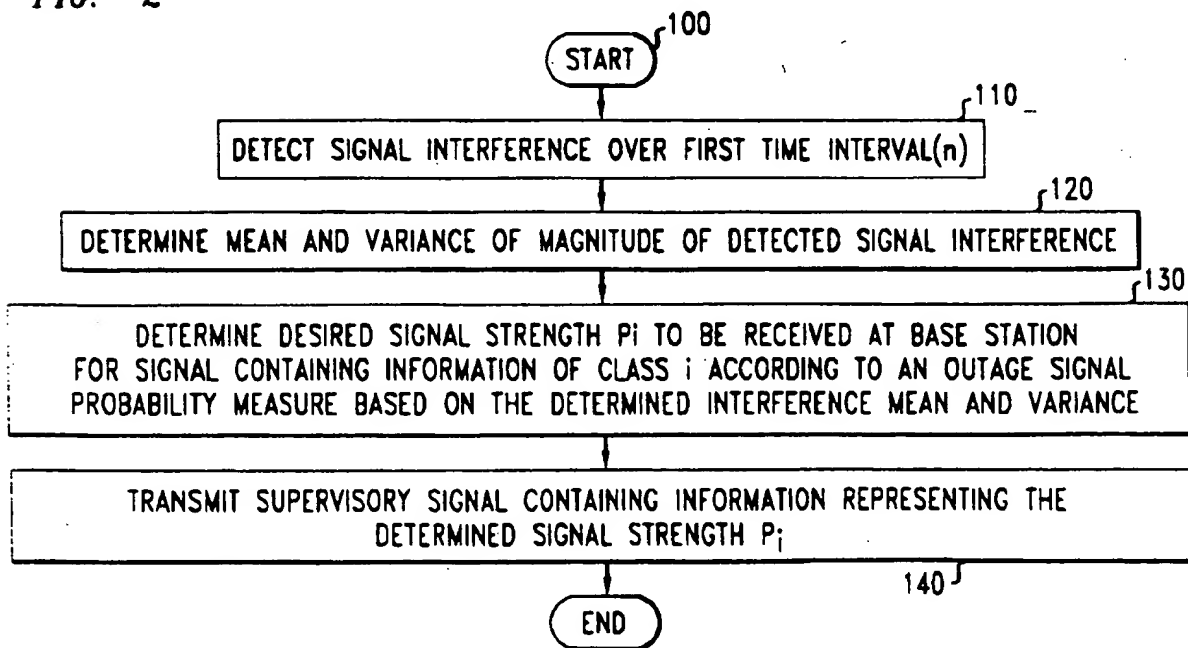 FIG. 2
100
START
110
DETECT SIGNAL INTERFERENCE OVER FIRST TIME INTERVAL(n)
120
DETERMINE MEAN AND VARIANCE OF MAGNITUDE OF DETECTED SIGNAL INTERFERENCE
130
DETERMINE DESIRED SIGNAL STRENGTH Pi TO BE RECEIVED AT BASE STATION
FOR SIGNAL CONTAINING INFORMATION OF CLASS i ACCORDING TO AN OUTAGE SIGNAL
PROBABILITY MEASURE BASED ON THE DETERMINED INTERFERENCE MEAN AND VARIANCE
TRANSMIT SUPERVISORY SIGNAL CONTAINING INFORMATION REPRESENTING THE
DETERMINED SIGNAL STRENGTH Pi
140
END